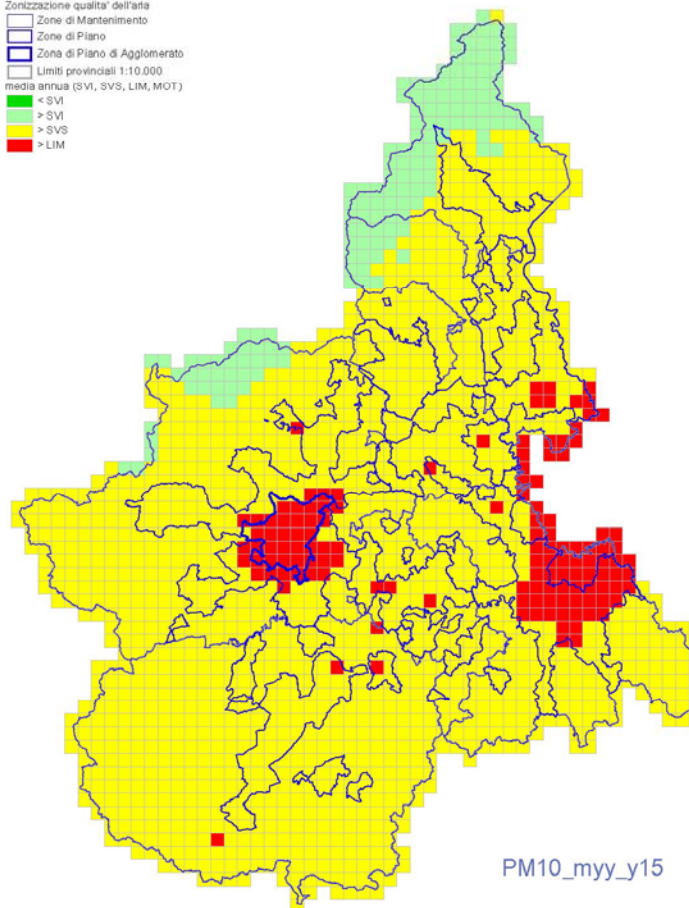 Zonizzazione qualita' dell'aria
Zone di Mantenimento
Zone di Piano
Zona di Piano di Agglomerato
Limiti provinciali 1:10.000
media annua (SVI, SVS, LIM, MOT)
< SVI
> SVI
> SVS
> LIM
PM10_myy_y15